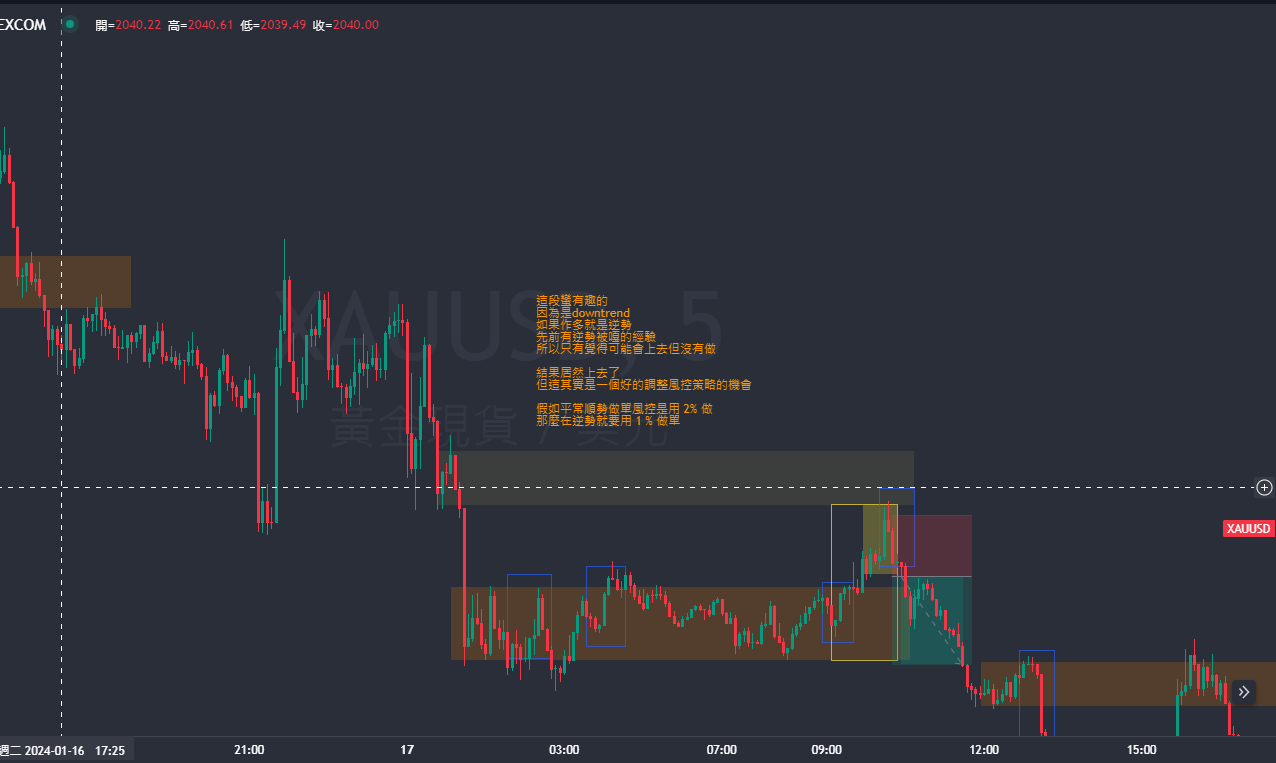 EXCOM 開=2040.22 高=2040.61 低=2039.49 收=2040.00
XAUUSD, 5
黃金現貨 / 美元
這段蠻有趣的
因為是downtrend
如果作多就是逆勢
先前有逆勢被嘎的經驗
所以只有覺得可能會上去但沒有做
結果居然上去了
但這其實是一個好的調整風控策略的機會
假如平常順勢做單風控是用 2% 做
那麼在逆勢就要用 1 % 做單
XAUUSD
週二 2024-01-16 17:25 21:00 17 03:00 07:00 09:00 12:00 15:00